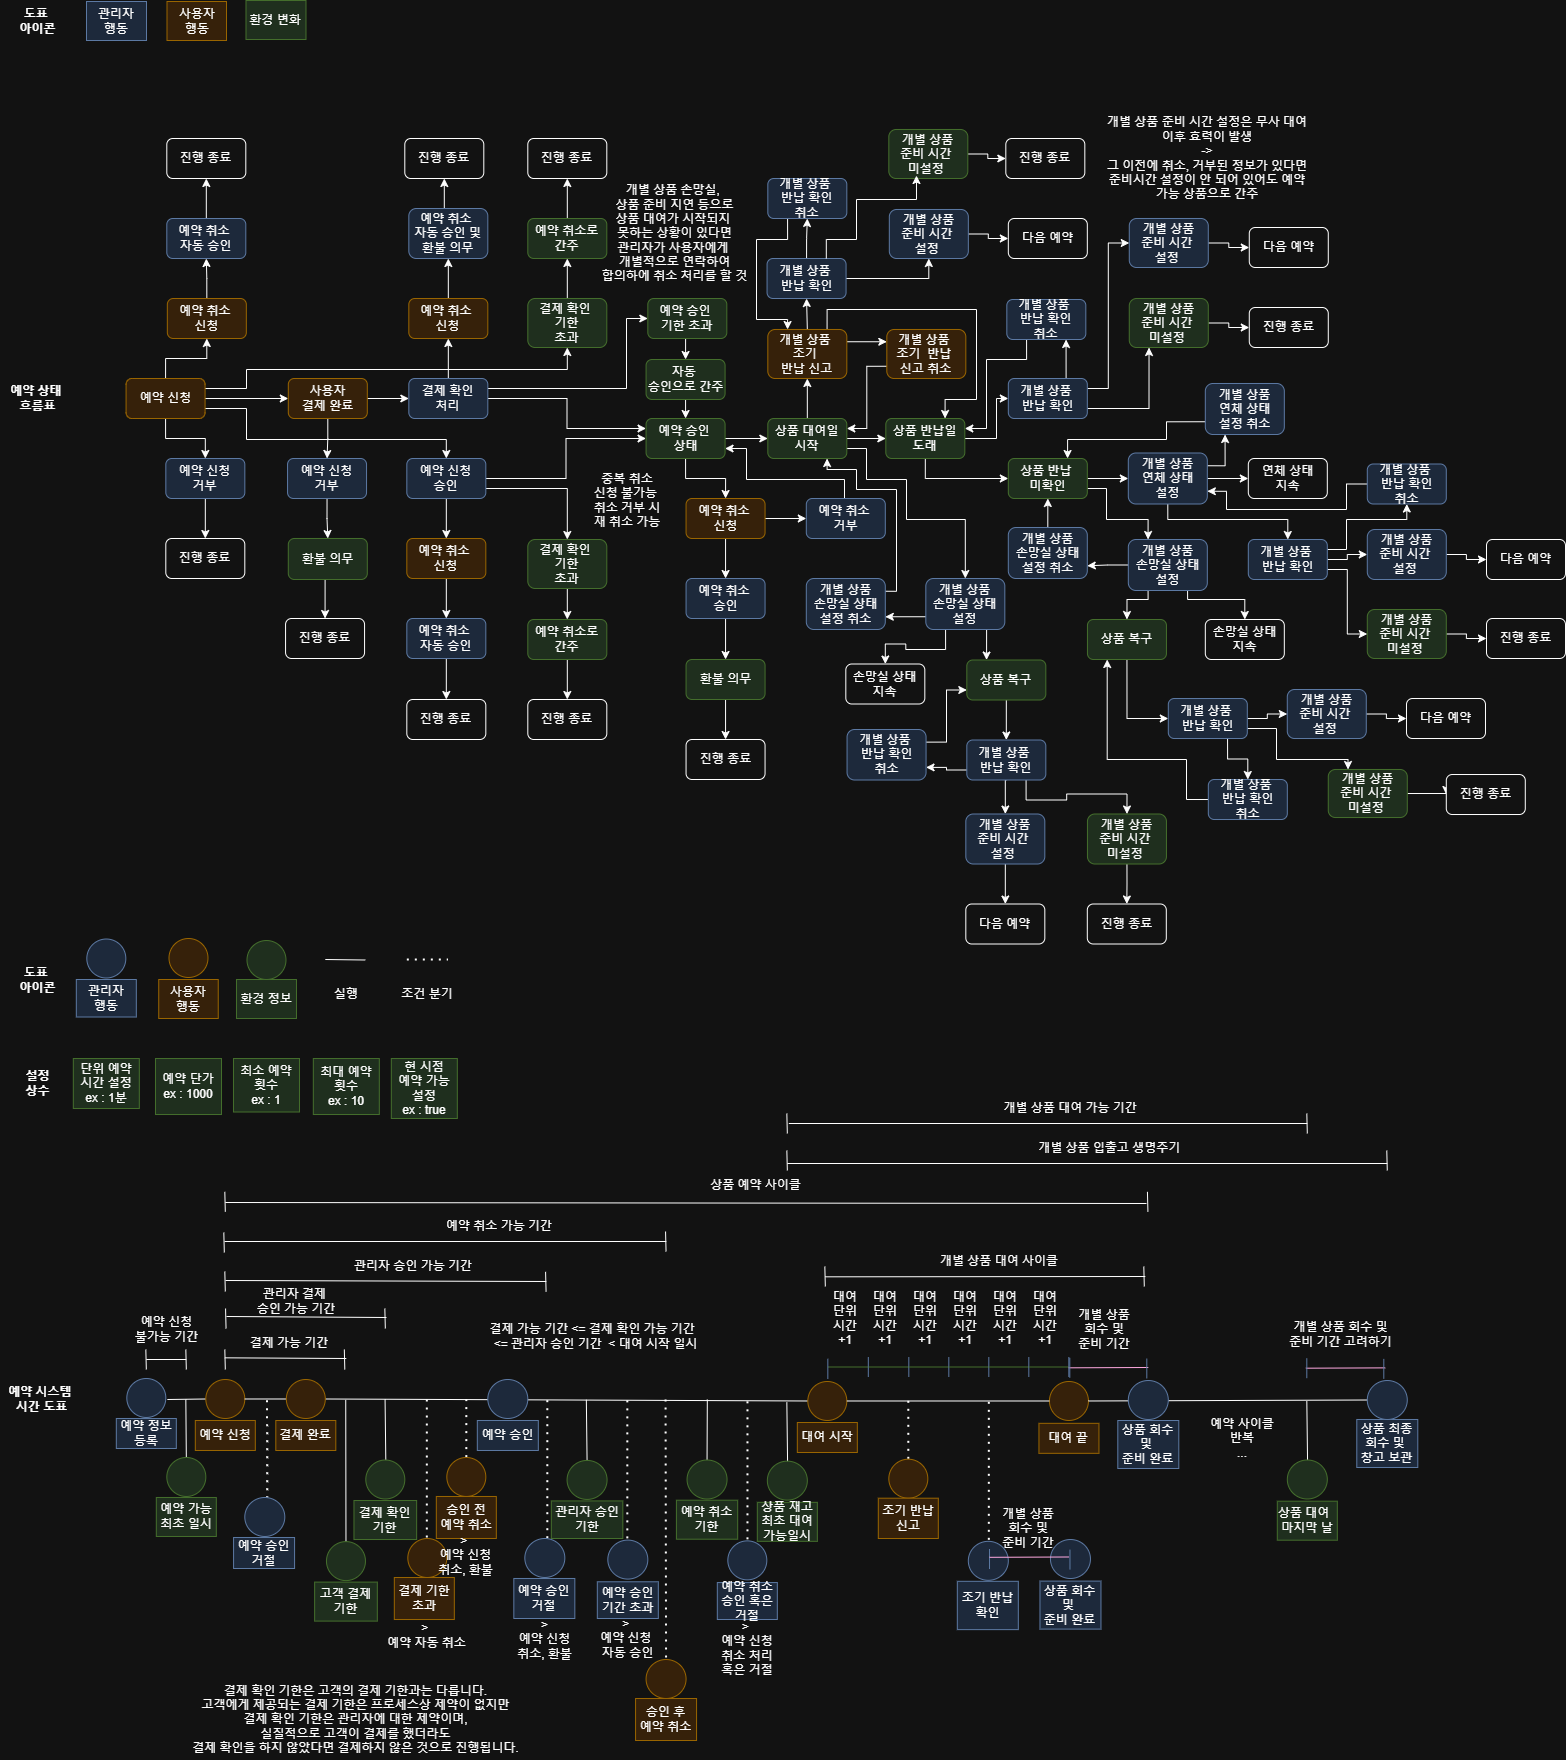 도표
아이콘
관리자
행동
사용자
행동
환경 변화
예약 상태
흐름표
진행 종료
예약 취소
자동 승인
예약 취소
신청
예약 신청
예약 신청
거부
진행 종료
사용자
결제 완료
예약 신청
거부
환불 의무
진행 종료
진행 종료
예약 취소
자동 승인 및
환불 의무
예약 취소
신청
결제 확인
처리
예약 신청
승인
예약 취소
신청
예약 취소
자동 승인
진행 종료
진행 종료
예약 취소로
간주
결제 확인
기한
초과
결제 확인
기한
초과
예약 취소로
간주
진행 종료
개별 상품 손망실,
상품 준비 지연 등으로
상품 대여가 시작되지
못하는 상황이 있다면
관리자가 사용자에게
개별적으로 연락하여
합의하에 취소 처리를 할 것
예약 승인
기한 초과
자동
승인으로 간주
예약 승인
상태
중복 취소
신청 불가능
취소 거부 시
재 취소 가능
예약 취소
신청
예약 취소
거부
예약 취소
승인
환불 의무
진행 종료
개별 상품
반납 확인
취소
개별 상품
반납 확인
개별 상품
조기
반납 신고
개별 상품
조기 반납
신고 취소
상품 대여일
시작
상품 반납일
도래
개별 상품
준비 시간
미설정
진행 종료
개별 상품
준비 시간
설정
다음 예약
개별 상품 준비 시간 설정은 무사 대여
이후 효력이 발생
->
그 이전에 취소, 거부된 정보가 있다면
준비시간 설정이 안 되어 있어도 예약
가능 상품으로 간주
개별 상품
반납 확인
취소
개별 상품
반납 확인
개별 상품
준비 시간
설정
다음 예약
개별 상품
준비 시간
미설정
진행 종료
개별 상품
연체 상태
설정 취소
상품 반납
미확인
개별 상품
연체 상태
설정
연체 상태
지속
개별 상품
반납 확인
취소
개별 상품
손망실 상태
설정 취소
개별 상품
손망실 상태
설정
개별 상품
반납 확인
개별 상품
준비 시간
설정
다음 예약
개별 상품
준비 시간
미설정
진행 종료
개별 상품
손망실 상태
설정 취소
개별 상품
손망실 상태
설정
손망실 상태
지속
상품 복구
개별 상품
반납 확인
취소
개별 상품
반납 확인
개별 상품
준비 시간
설정
개별 상품
준비 시간
미설정
다음 예약
진행 종료
상품 복구
손망실 상태
지속
개별 상품
반납 확인
개별 상품
준비 시간
설정
다음 예약
개별 상품
반납 확인
취소
개별 상품
준비 시간
미설정
진행 종료
도표
아이콘
관리자
행동
사용자
행동
환경 정보
실행
조건 분기
설정
상수
단위 예약
시간 설정
ex : 1분
예약 단가
ex : 1000
최소 예약
횟수
ex : 1
최대 예약
횟수
ex : 10
현 시점
예약 가능
설정
ex : true
개별 상품 대여 가능 기간
개별 상품 입출고 생명주기
상품 예약 사이클
예약 취소 가능 기간
관리자 승인 가능 기간
개별 상품 대여 사이클
관리자 결제
승인 가능 기간
예약 신청
불가능 기간
결제 가능 기간
결제 가능 기간 <= 결제 확인 가능 기간
<= 관리자 승인 기간 < 대여 시작 일시
대여
단위
시간
+1
대여
단위
시간
+1
대여
단위
시간
+1
대여
단위
시간
+1
대여
단위
시간
+1
대여
단위
시간
+1
개별 상품
회수 및
준비 기간
개별 상품 회수 및
준비 기간 고려하기
예약 시스템
시간 도표
예약 정보
등록
예약 신청
결제 완료
예약 승인
대여 시작
대여 끝
상품 회수
및
준비 완료
예약 사이클
반복
...
상품 최종
회수 및
창고 보관
예약 가능
최초 일시
예약 승인
거절
고객 결제
기한
결제 확인
기한
결제 기한
초과
>
예약 자동 취소
승인 전
예약 취소
>
예약 신청
취소, 환불
예약 승인
거절
>
예약 신청
취소, 환불
관리자 승인
기한
예약 승인
기간 초과
>
예약 신청
자동 승인
승인 후
예약 취소
예약 취소
기한
예약 취소
승인 혹은
거절
>
예약 신청
취소 처리
혹은 거절
상품 재고
최초 대여
가능일시
조기 반납
신고
개별 상품
회수 및
준비 기간
조기 반납
확인
상품 회수
및
준비 완료
상품 대여
마지막 날
결제 확인 기한은 고객의 결제 기한과는 다릅니다.
고객에게 제공되는 결제 기한은 프로세스상 제약이 없지만
결제 확인 기한은 관리자에 대한 제약이며,
실질적으로 고객이 결제를 했더라도
결제 확인을 하지 않았다면 결제하지 않은 것으로 진행됩니다.